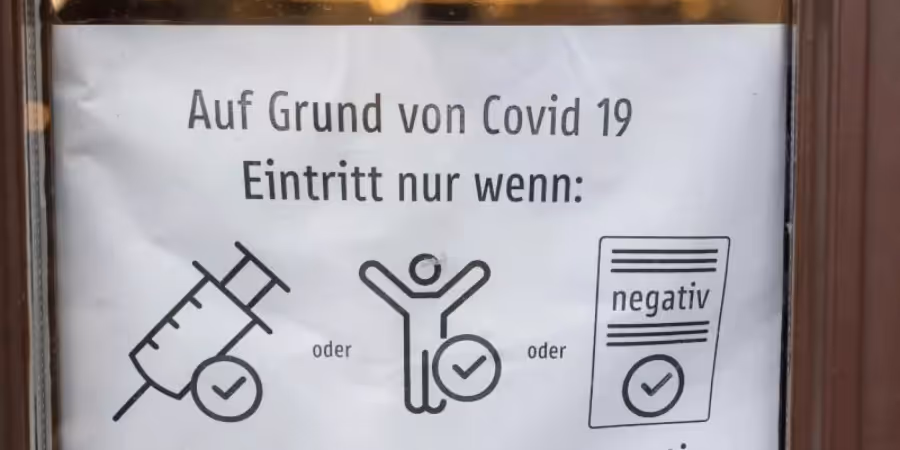 Auf Grund von Covid 19
Eintritt nur wenn:
negativ
oder
oder